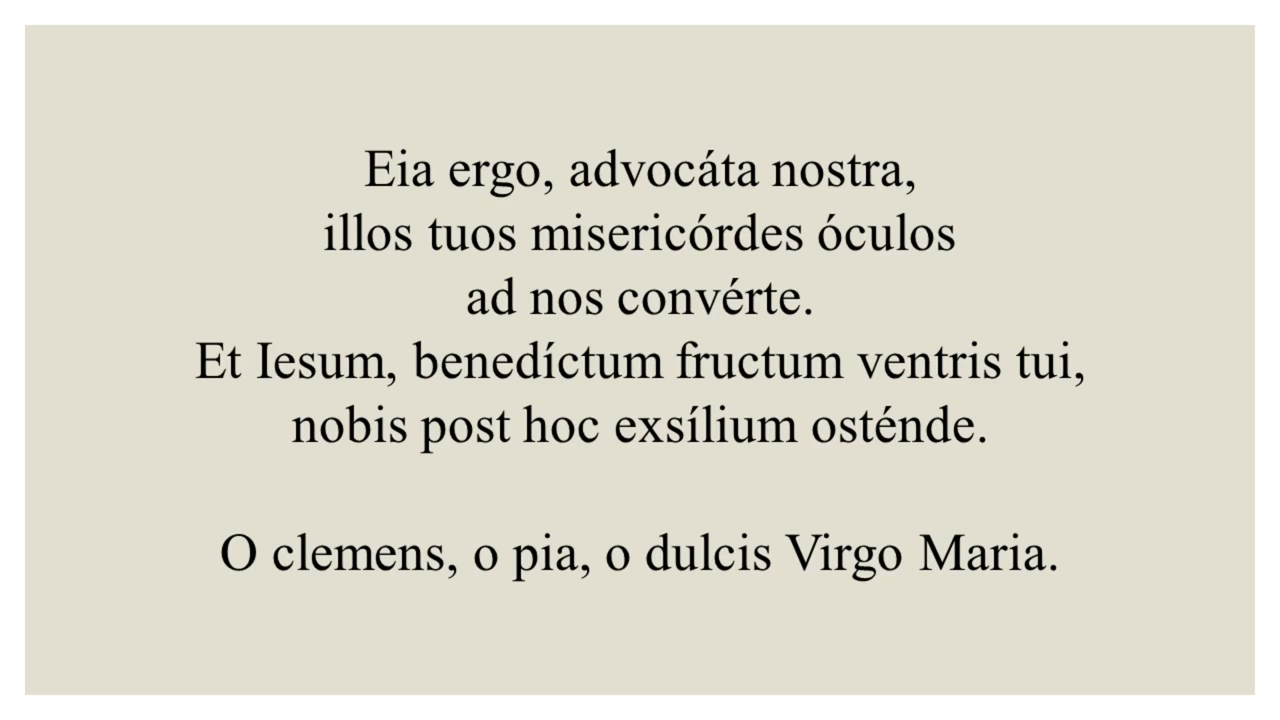 Eia ergo, advocáta nostra,
illos tuos misericórdes óculos
ad nos convérte.
Et Iesum, benedíctum fructum ventris tui,
nobis post hoc exsílium osténde.
O clemens, o pia, o dulcis Virgo Maria.